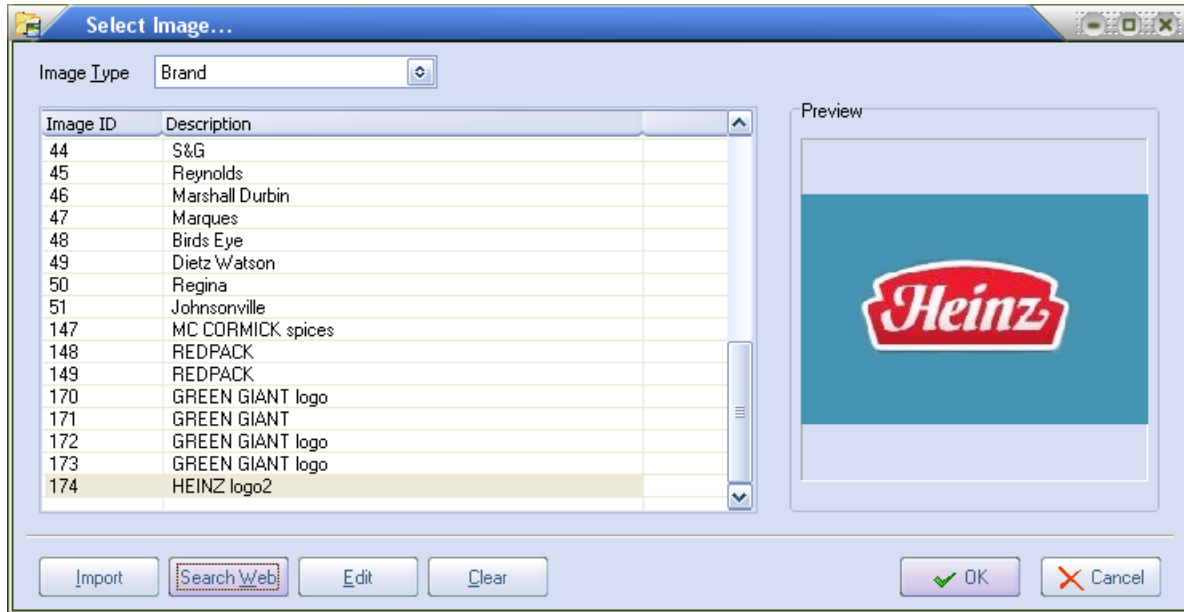 Select Image...
Image Type Brand
Image ID Description
Preview
44 S&G
45 Reynolds
46 Marshall Durbin
47 Marques
48 Birds Eye
49 Dietz Watson
50 Regina
51 Johnsonville
147 MC CORMICK spices
148 REDPACK
149 REDPACK
170 GREEN GIANT logo
171 GREEN GIANT
172 GREEN GIANT logo
173 GREEN GIANT logo
174 HEINZ logo2
Heinz
Import Search Web Edit Clear OK Cancel